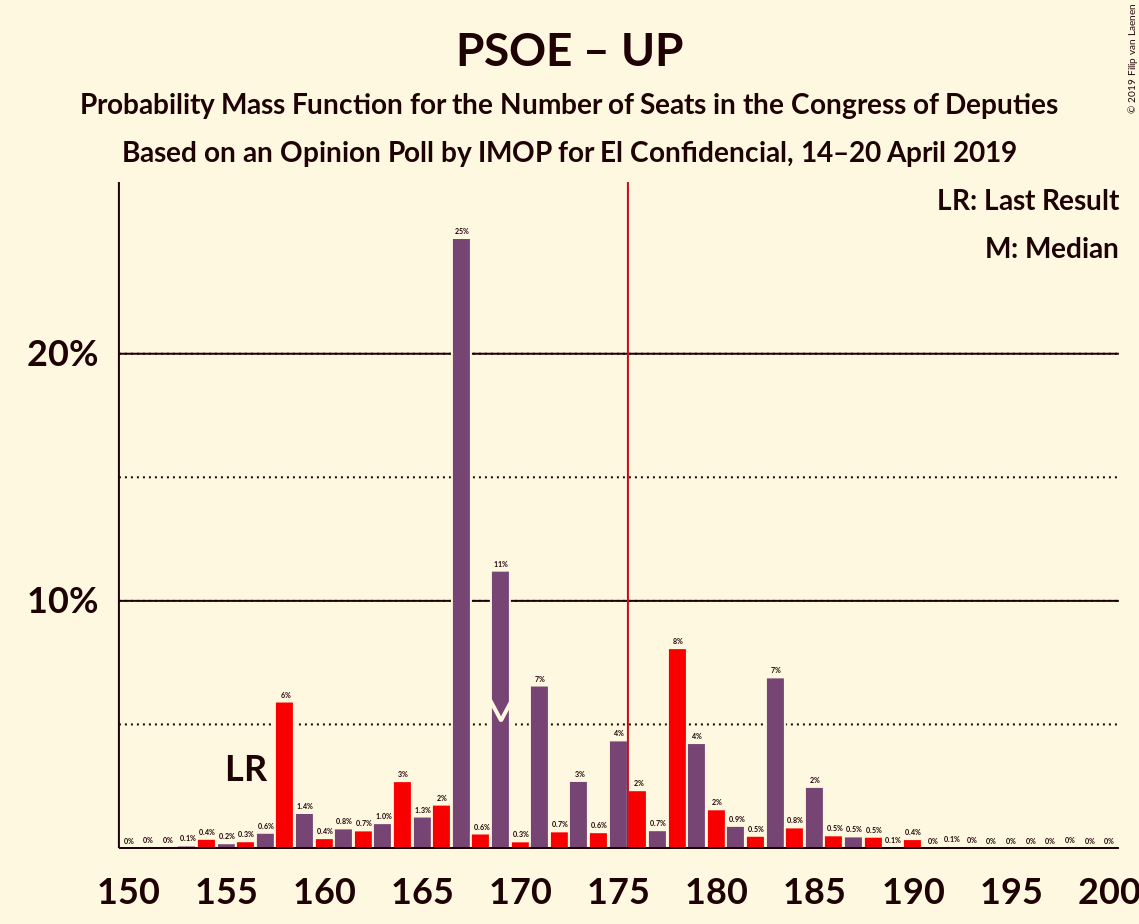 © 2019 Filip van Laenen
PSOE – UP
Probability Mass Function for the Number of Seats in the Congress of Deputies
Based on an Opinion Poll by IMOP for El Confidencial, 14–20 April 2019
LR: Last Result
M: Median
20%
10%
LR
0% 0% 0% 0.1% 0.4% 0.2% 0.3% 0.6% 6% 1.4% 0.4% 0.8% 0.7% 1.0% 3% 1.3% 2% 25% 0.6% 11% 0.3% 7% 0.7% 3% 0.6% 4% 2% 0.7% 8% 4% 2% 0.9% 0.5% 7% 0.8% 2% 0.5% 0.5% 0.5% 0.1% 0.4% 0% 0.1% 0% 0% 0% 0% 0% 0% 0% 0%
150 155 160 165 170 175 180 185 190 195 200